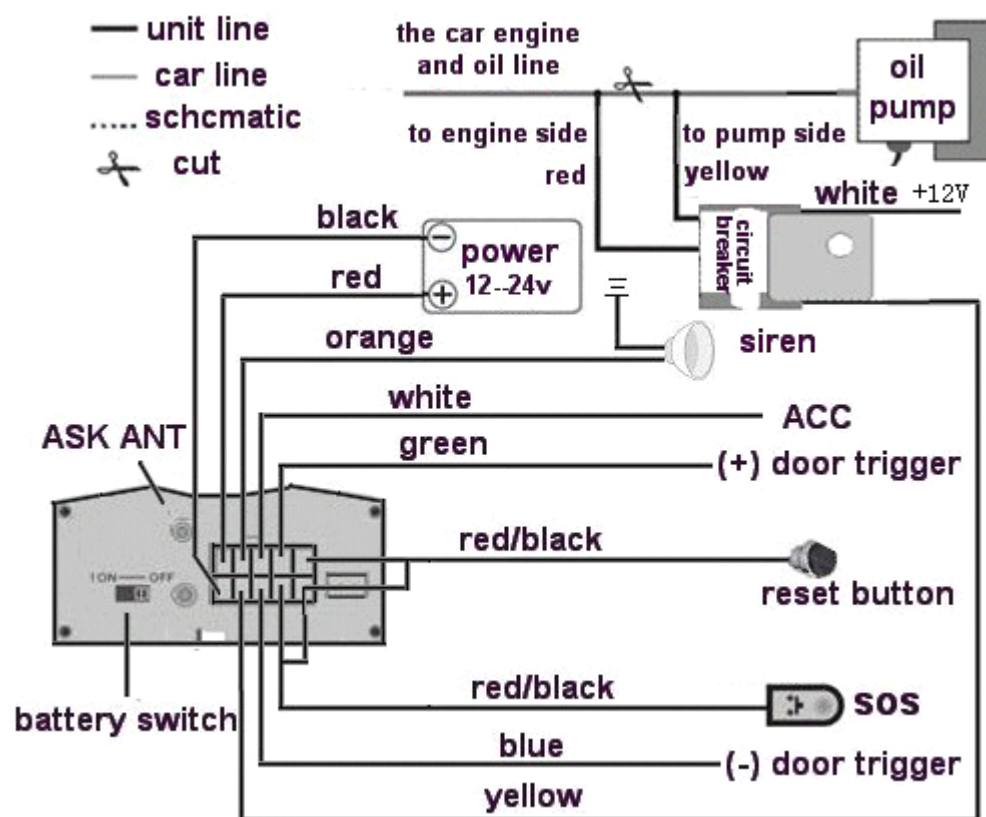 unit line
car line
schcmatic
cut
the car engine
and oil line
oil
pump
to engine side
red
to pump side
yellow
white +12V
circuit
breaker
black
red
power
12--24v
orange
siren
white
ACC
green
(+) door trigger
ASK ANT
red/black
reset button
ION OFF
battery switch
red/black
sos
blue
(-) door trigger
yellow